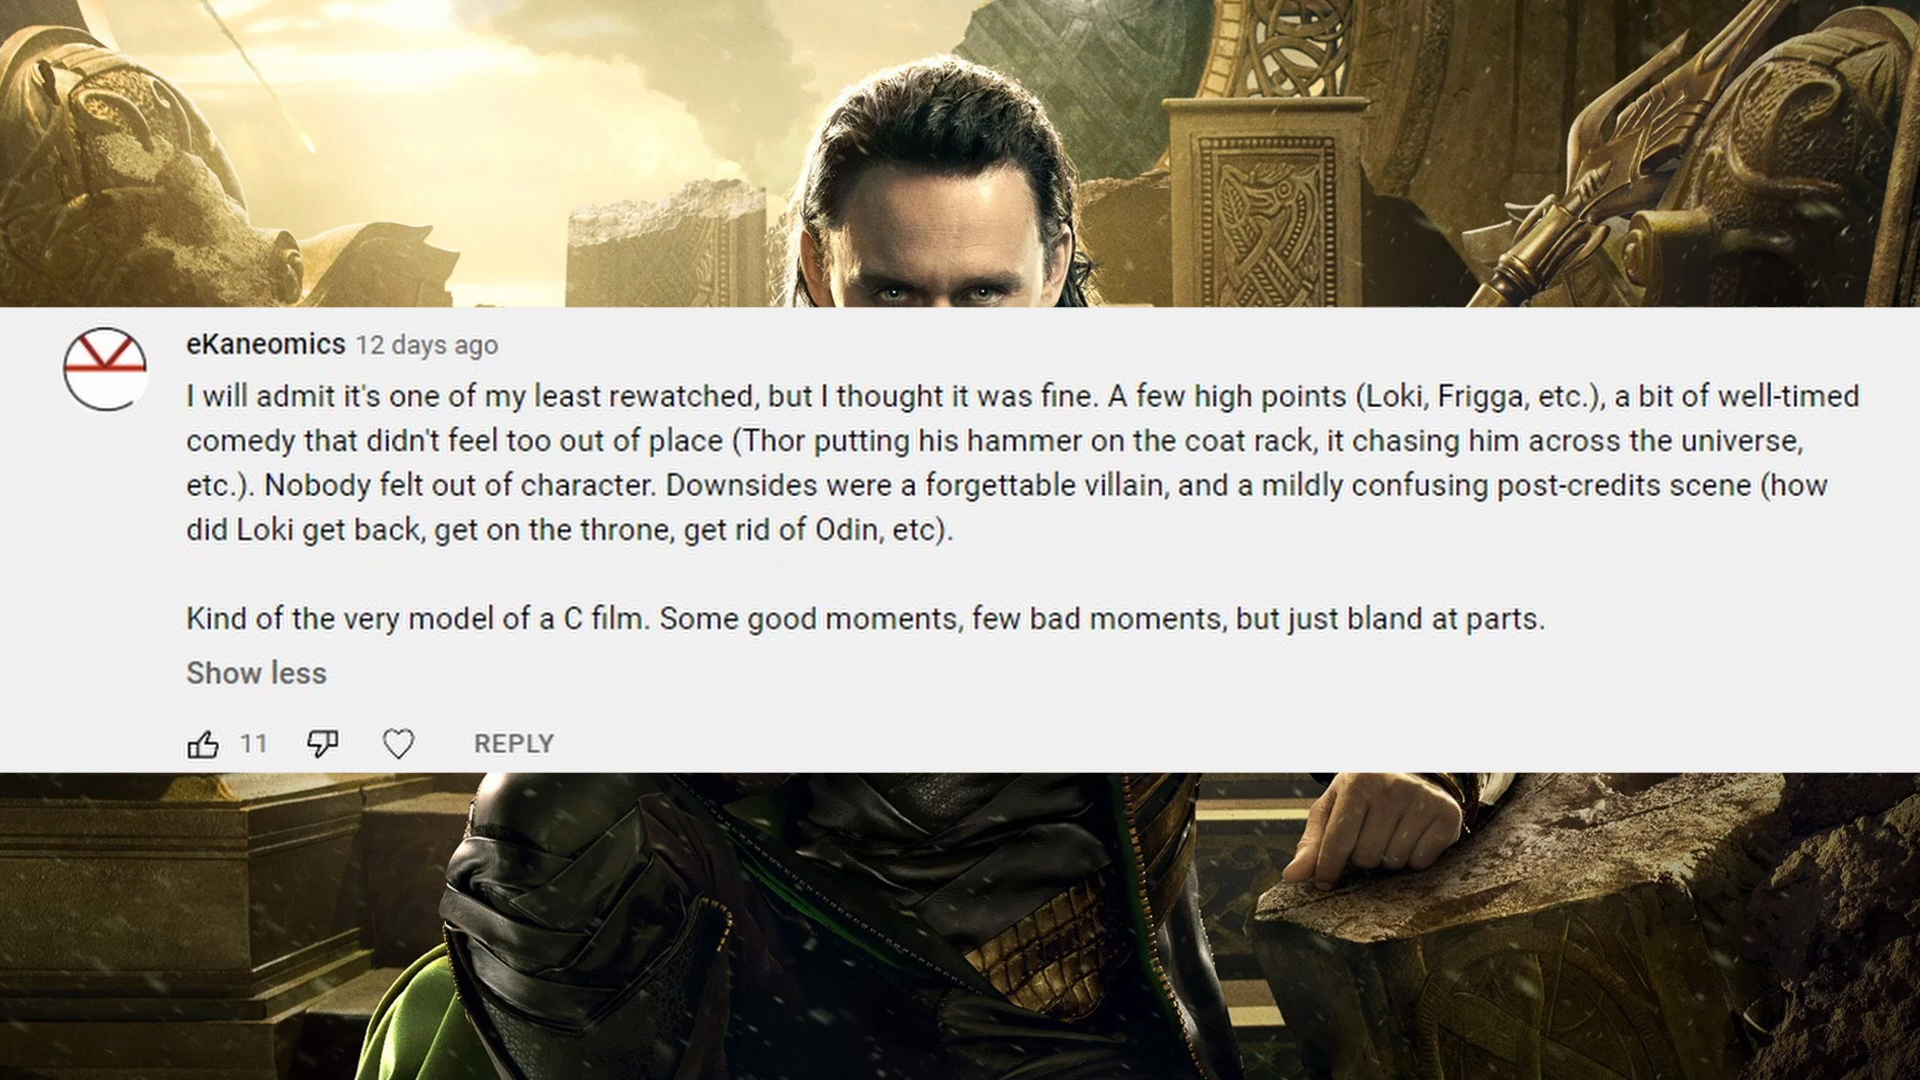 eKaneomics 12 days ago
I will admit it's one of my least rewatched, but I thought it was fine. A few high points (Loki, Frigga, etc.), a bit of well-timed
comedy that didn't feel too out of place (Thor putting his hammer on the coat rack, it chasing him across the universe,
etc.). Nobody felt out of character. Downsides were a forgettable villain, and a mildly confusing post-credits scene (how
did Loki get back, get on the throne, get rid of Odin, etc).
Kind of the very model of a C film. Some good moments, few bad moments, but just bland at parts.
Show less
11 REPLY